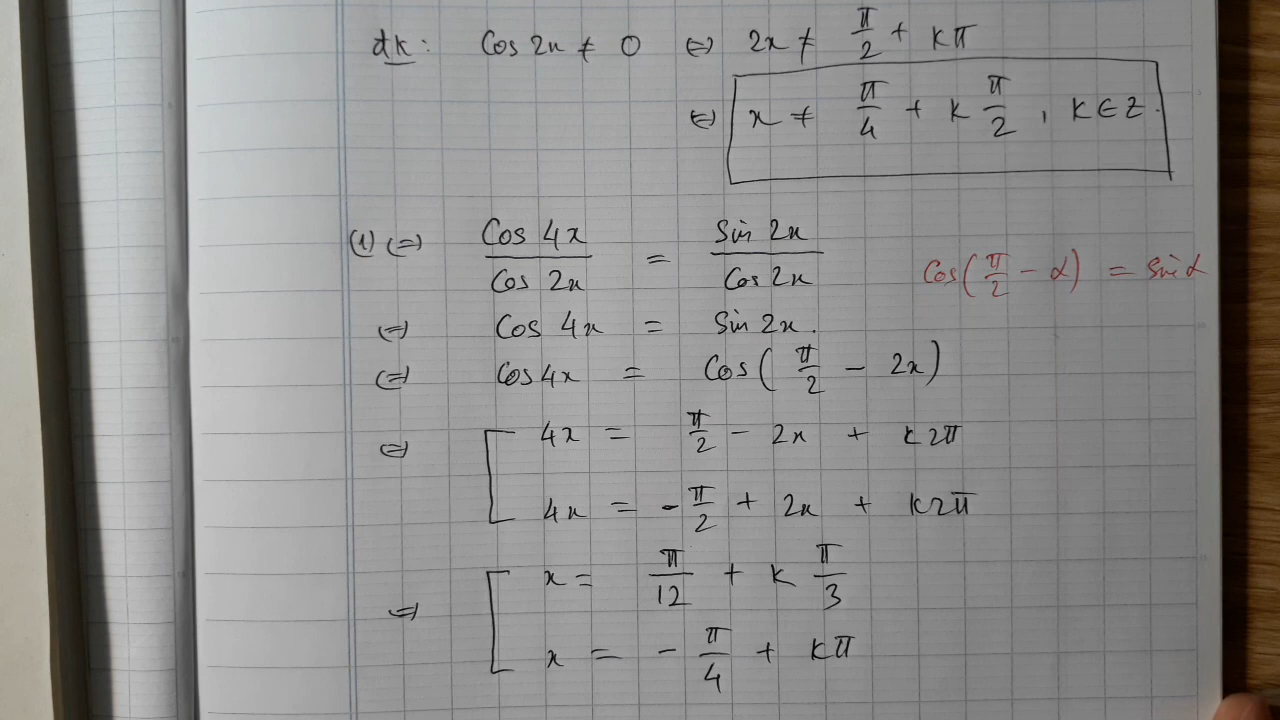 đk: Cos 2x ≠ 0 ⇔ 2x ≠ π/2 + kπ
⇔ x ≠ π/4 + k π/2 , k ∈ Z.
(1) ⇔ Cos 4x / Cos 2x = Sin 2x / Cos 2x
Cos(π/2 - α) = Sin α
⇔ Cos 4x = Sin 2x.
⇔ Cos 4x = Cos(π/2 - 2x)
⇔ [ 4x = π/2 - 2x + k2π
4x = -π/2 + 2x + k2π
⇔ [ x = π/12 + k π/3
x = -π/4 + kπ